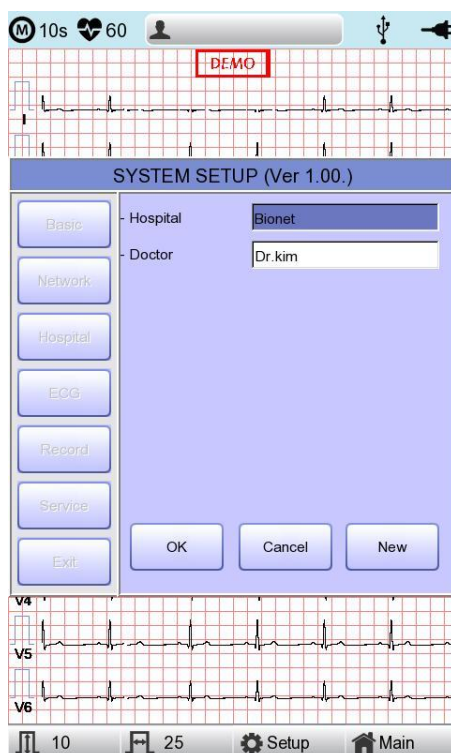 M 10s 60
DEMO
I
SYSTEM SETUP (Ver 1.00.)
Basic
Network
Hospital
ECG
Record
Service
Exit
- Hospital Bionet
- Doctor Dr.kim
OK Cancel New
V4
V5
V6
10 25 Setup Main